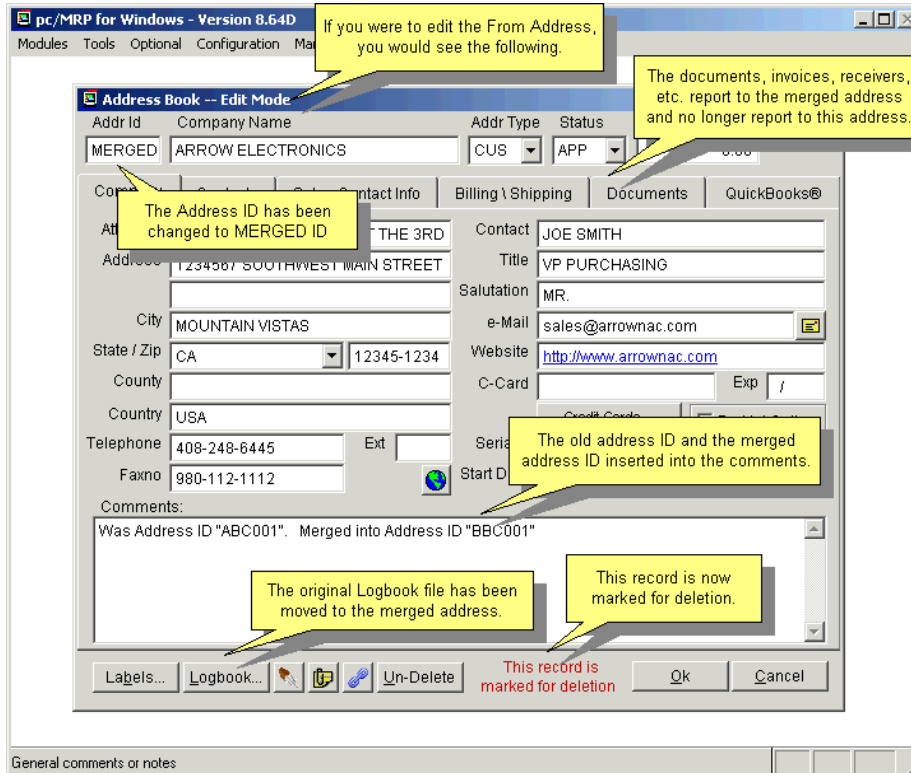 pc/MRP for Windows - Version 8.64D
Modules Tools Optional Configuration
If you were to edit the From Address,
you would see the following.
The documents, invoices, receivers,
etc. report to the merged address
and no longer report to this address.
Address Book -- Edit Mode
Addr Id Company Name Addr Type Status
MERGED ARROW ELECTRONICS CUS APP
Contact Info Billing \ Shipping Documents QuickBooks®
The Address ID has been
changed to MERGED ID
THE 3RD Contact JOE SMITH
Address 1234567 SOUTHWEST MAIN STREET Title VP PURCHASING
Salutation MR.
City MOUNTAIN VISTAS e-Mail sales@arrownac.com
State / Zip CA 12345-1234 Website http://www.arrownac.com
County C-Card Exp /
Country USA
Telephone 408-248-6445 Ext
Faxno 980-112-1112
The old address ID and the merged
address ID inserted into the comments.
Comments:
Was Address ID "ABC001". Merged into Address ID "BBC001"
The original Logbook file has been
moved to the merged address.
This record is now
marked for deletion.
Labels... Logbook... Un-Delete This record is
marked for deletion Ok Cancel
General comments or notes